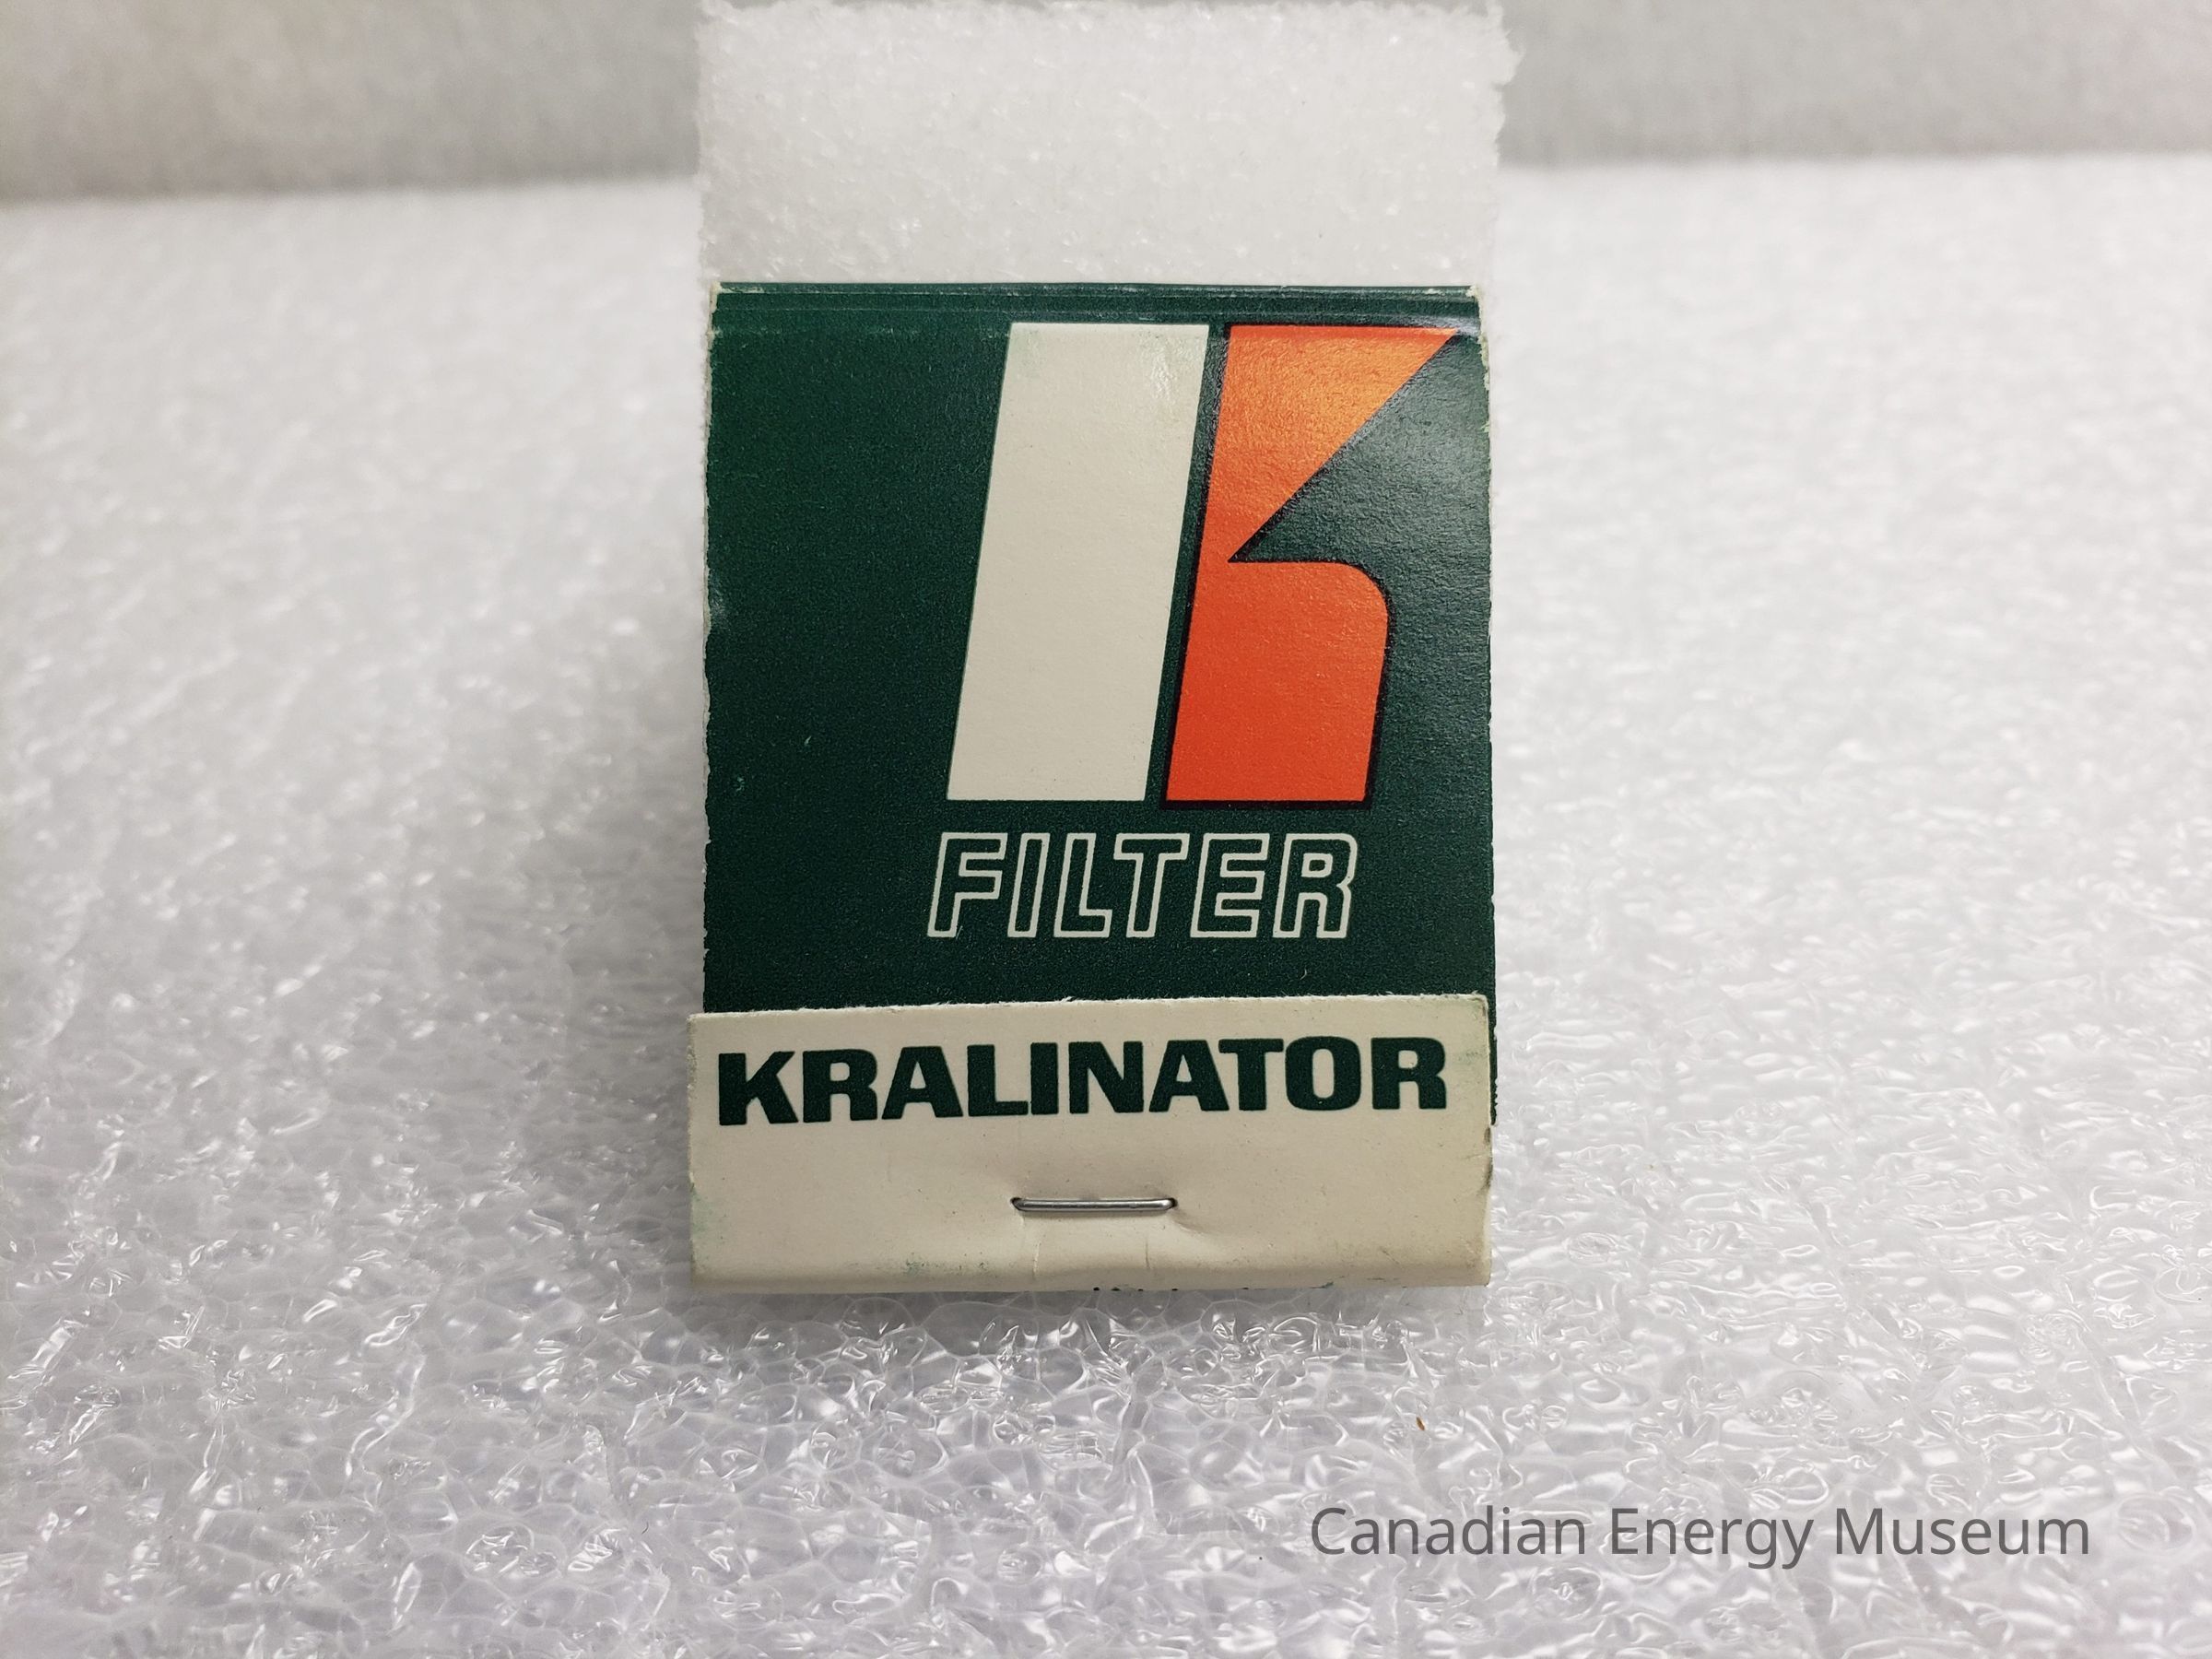 K
FILTER
KRALINATOR
Canadian Energy Museum